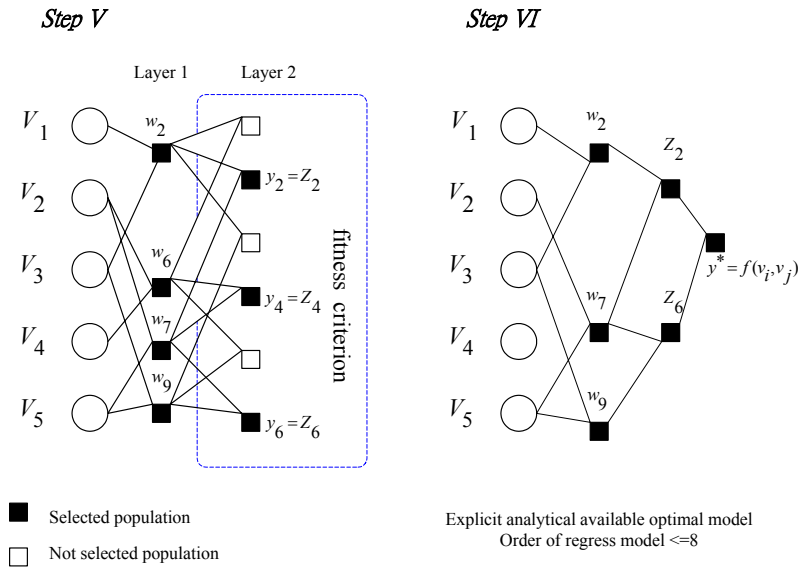 Step V
Step VI
Layer 1
Layer 2
V1
V2
V3
V4
V5
w2
w6
w7
w9
y2=Z2
y4=Z4
y6=Z6
fitness criterion
V1
V2
V3
V4
V5
w2
w7
w9
Z2
Z6
y*=f(vi,vj)
Selected population
Not selected population
Explicit analytical available optimal model
Order of regress model <=8